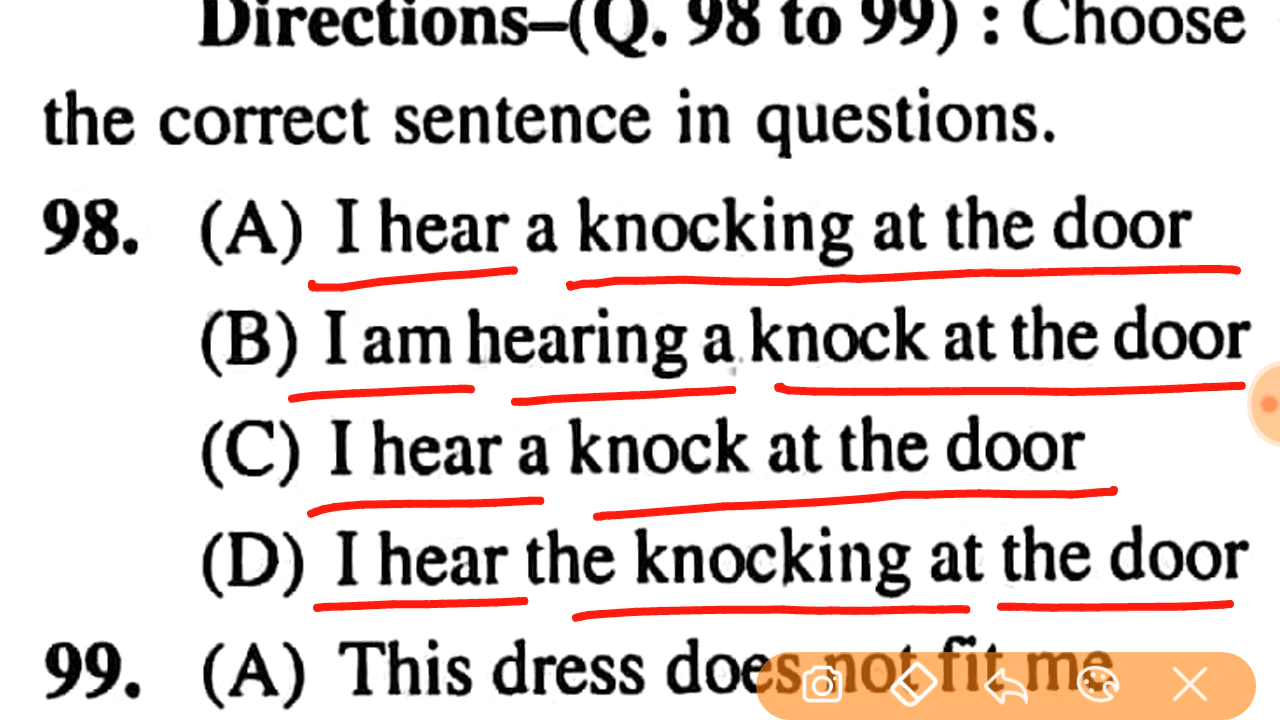 Directions–(Q. 98 to 99) : Choose
the correct sentence in questions.
98. (A) I hear a knocking at the door
(B) I am hearing a knock at the door
(C) I hear a knock at the door
(D) I hear the knocking at the door
99. (A) This dress does not fit me